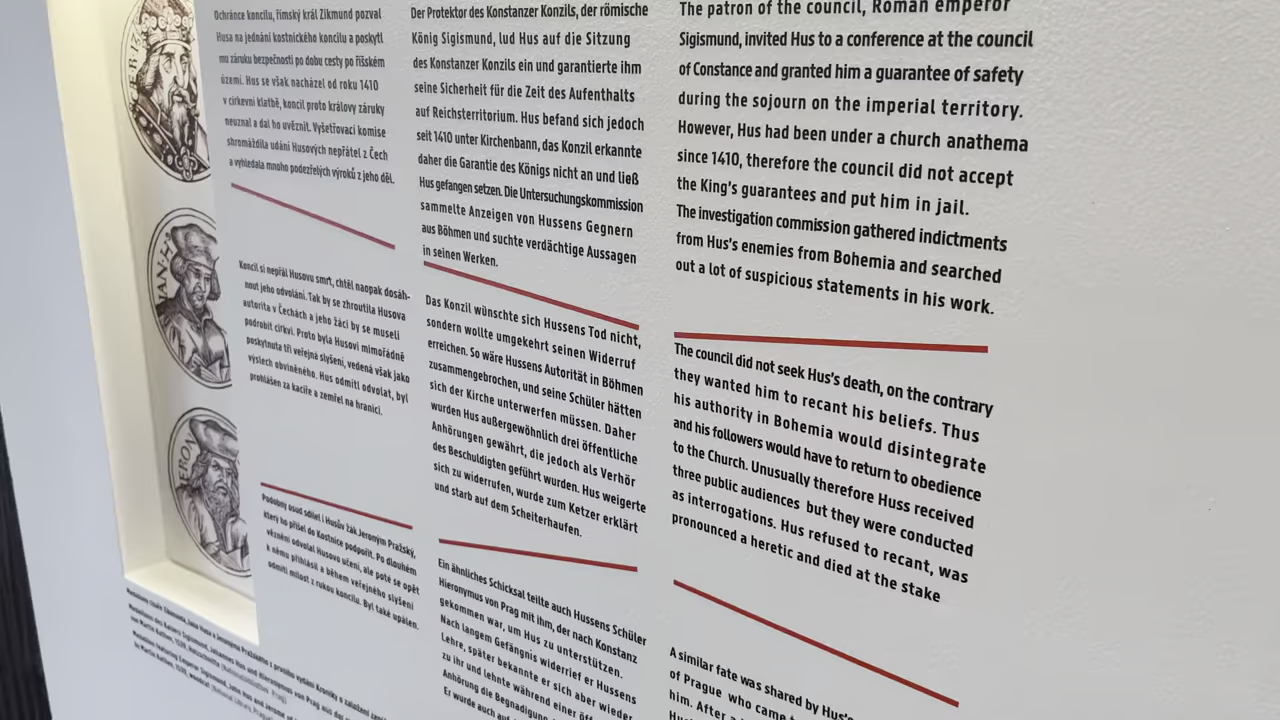 Ochránce koncilu, římský král Zikmund pozval
Husa na jednání kostnického koncilu a poskytl
mu záruku bezpečnosti po dobu cesty po říšském
území. Hus se však nacházel od roku 1410
v církevní klatbě, koncil proto královy záruky
neuznal a dal ho uvěznit. Vyšetřovací komise
shromáždila udání Husových nepřátel z Čech
a vyhledala mnoho podezřelých výroků z jeho děl.
Koncil si nepřál Husovu smrt, chtěl naopak dosáh-
nout jeho odvolání. Tak by se zhroutila Husova
autorita v Čechách a jeho žáci by se museli
podrobit církvi. Proto byla Husovi mimořádně
poskytnuta tři veřejná slyšení, vedená však jako
výslech obviněného. Hus odmítl odvolat, byl
prohlášen za kacíře a zemřel na hranici.
Podobný osud sdílel i Husův žák Jeroným Pražský,
který ho přišel do Kostnice podpořit. Po dlouhém
věznění odvolal Husovo učení, ale poté se opět
k němu přihlásil a během veřejného slyšení
odmítl milost z rukou koncilu. Byl také upálen.
Der Protektor des Konstanzer Konzils, der römische
König Sigismund, lud Hus auf die Sitzung
des Konstanzer Konzils ein und garantierte ihm
seine Sicherheit für die Zeit des Aufenthalts
auf Reichsterritorium. Hus befand sich jedoch
seit 1410 unter Kirchenbann, das Konzil erkannte
daher die Garantie des Königs nicht an und ließ
Hus gefangen setzen. Die Untersuchungskommission
sammelte Anzeigen von Hussens Gegnern
aus Böhmen und suchte verdächtige Aussagen
in seinen Werken.
Das Konzil wünschte sich Hussens Tod nicht,
sondern wollte umgekehrt seinen Widerruf
erreichen. So wäre Hussens Autorität in Böhmen
zusammengebrochen, und seine Schüler hätten
sich der Kirche unterwerfen müssen. Daher
wurden Hus außergewöhnlich drei öffentliche
Anhörungen gewährt, die jedoch als Verhör
des Beschuldigten geführt wurden. Hus weigerte
sich zu widerrufen, wurde zum Ketzer erklärt
und starb auf dem Scheiterhaufen.
Ein ähnliches Schicksal teilte auch Hussens Schüler
Hieronymus von Prag mit ihm, der nach Konstanz
gekommen war, um Hus zu unterstützen.
Nach langem Gefängnis widerrief er Hussens
Lehre, später bekannte er sich aber wieder
zu ihr und lehnte während einer
Anhörung die Begnadigung
Er wurde auch auf
The patron of the council, Roman emperor
Sigismund, invited Hus to a conference at the council
of Constance and granted him a guarantee of safety
during the sojourn on the imperial territory.
However, Hus had been under a church anathema
since 1410, therefore the council did not accept
the King's guarantees and put him in jail.
The investigation commission gathered indictments
from Hus's enemies from Bohemia and searched
out a lot of suspicious statements in his work.
The council did not seek Hus's death, on the contrary
they wanted him to recant his beliefs. Thus
his authority in Bohemia would disintegrate
and his followers would have to return to obedience
to the Church. Unusually therefore Huss received
three public audiences but they were conducted
as interrogations. Hus refused to recant, was
pronounced a heretic and died at the stake
A similar fate was shared by Hus's
of Prague who came
him. After